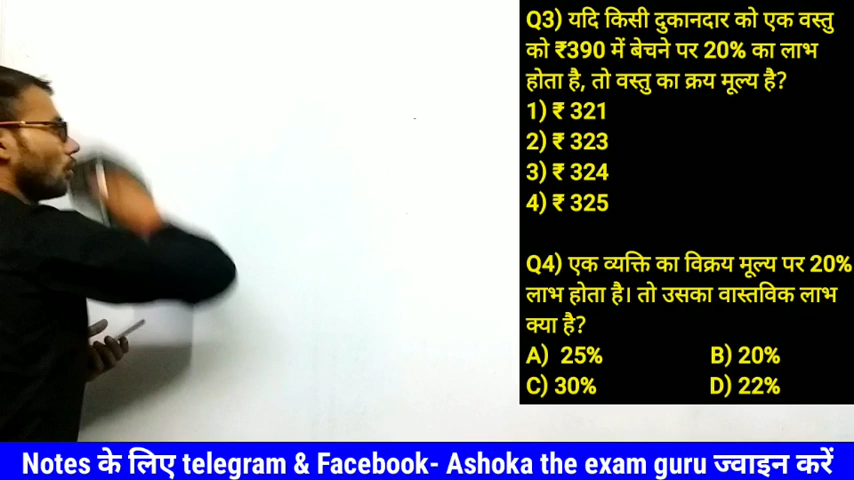 Q3) यदि किसी दुकानदार को एक वस्तु
को ₹390 में बेचने पर 20% का लाभ
होता है, तो वस्तु का क्रय मूल्य है?
1) ₹ 321
2) ₹ 323
3) ₹ 324
4) ₹ 325
Q4) एक व्यक्ति का विक्रय मूल्य पर 20%
लाभ होता है। तो उसका वास्तविक लाभ
क्या है?
A) 25% B) 20%
C) 30% D) 22%
Notes के लिए telegram & Facebook- Ashoka the exam guru ज्वाइन करें